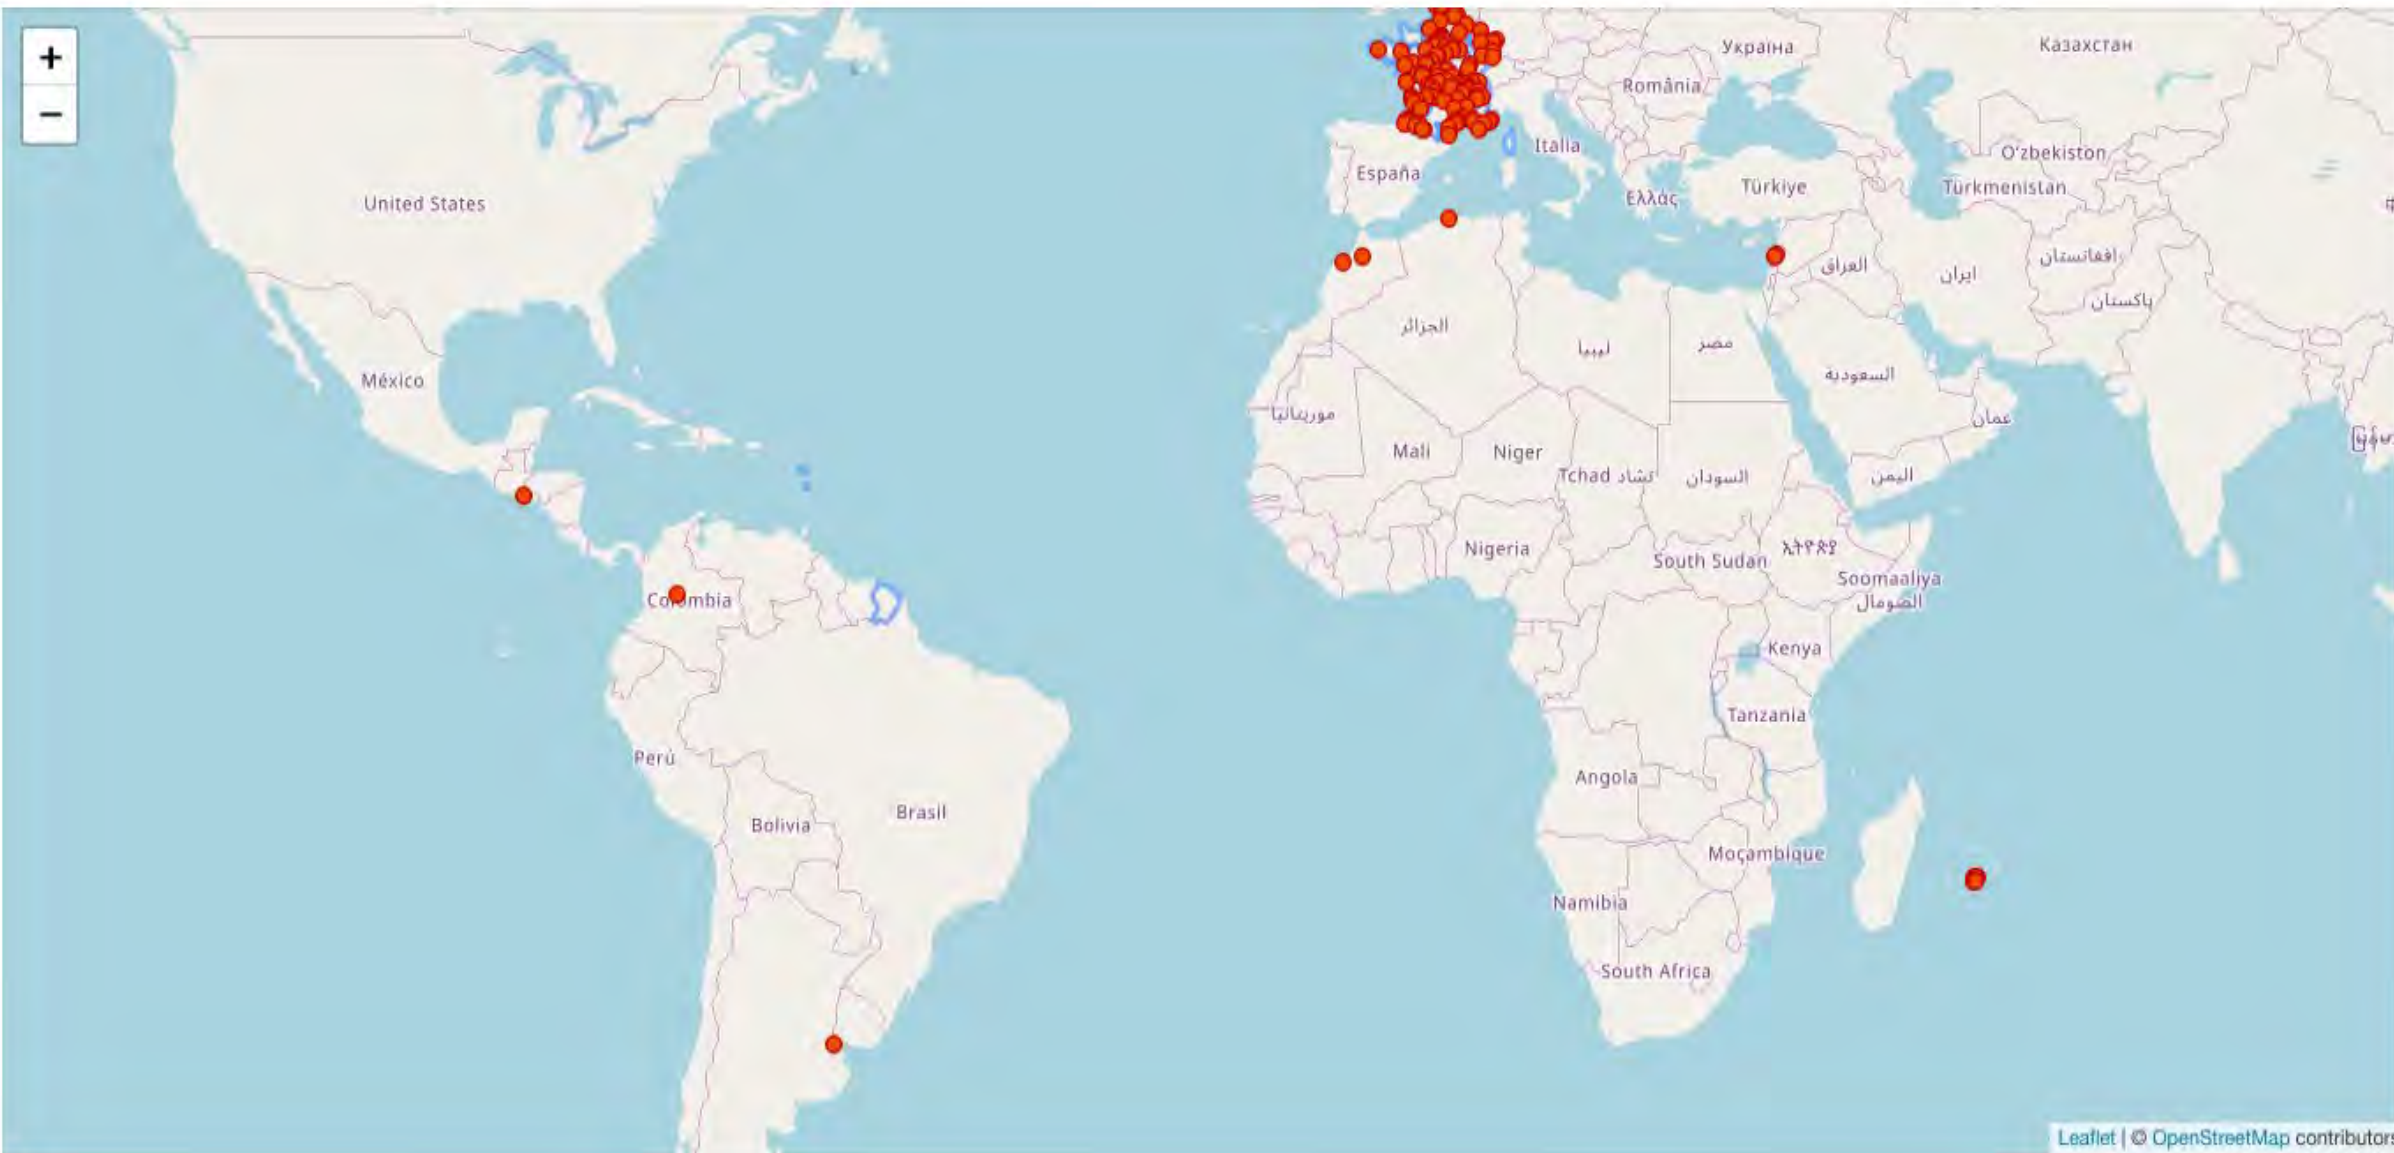 +
−
Україна
Казахстан
România
Italia
O'zbekiston
España
Türkiye
Türkmenistan
Ελλάς
United States
افغانستان
العراق
ایران
پاکستان
الجزائر
ليبيا
مصر
السعودية
México
موريتانيا
عمان
Mali
Niger
Tchad تشاد
السودان
اليمن
Nigeria
South Sudan
ኢትዮጵያ
Soomaaliya
الصومال
Colombia
Kenya
Tanzania
Perú
Angola
Bolivia
Brasil
Moçambique
Namibia
South Africa
Leaflet | © OpenStreetMap contributors